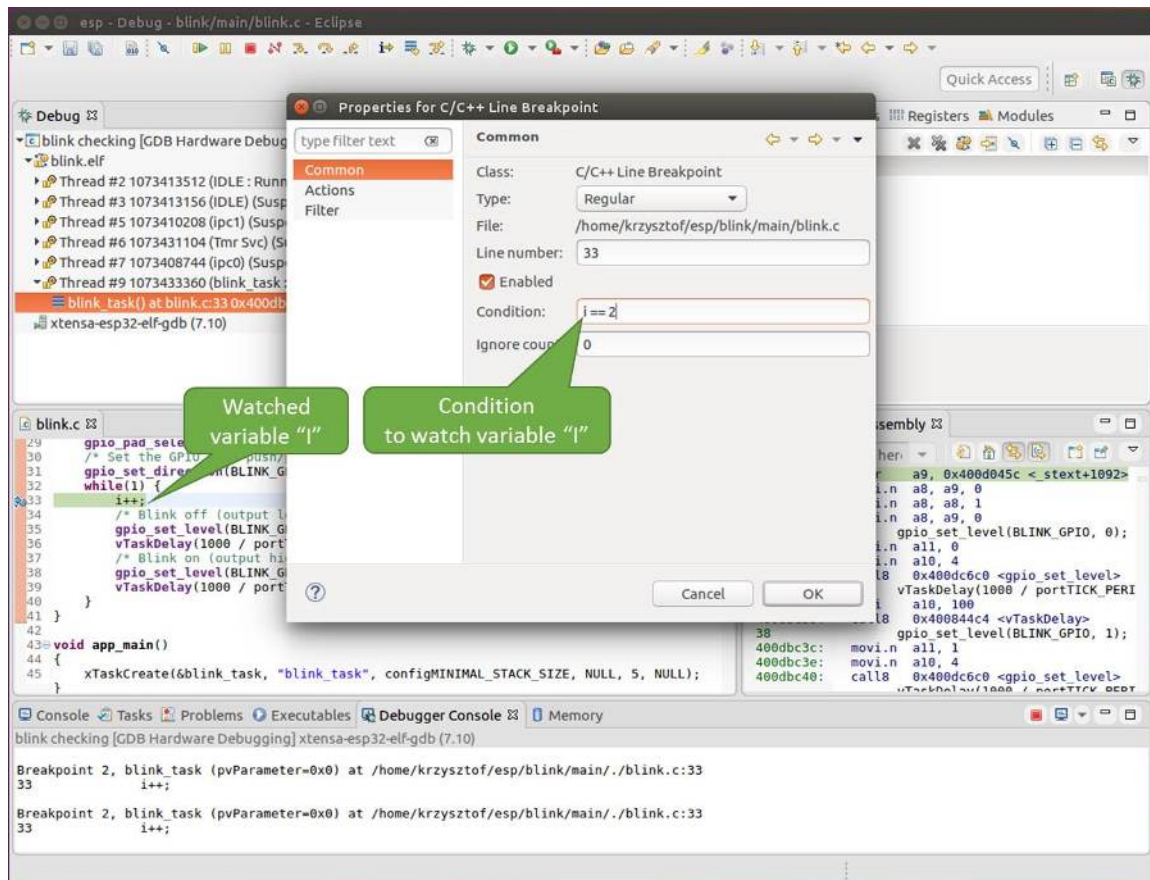 esp - Debug - blink/main/blink.c - Eclipse
Quick Access
Debug
Registers Modules
blink checking [GDB Hardware Debug
blink.elf
Thread #2 1073413512 (IDLE : Runn
Thread #3 1073413156 (IDLE) (Susp
Thread #5 1073410208 (ipc1) (Susp
Thread #6 1073431104 (Tmr Svc) (S
Thread #7 1073408744 (ipc0) (Susp
Thread #9 1073433360 (blink_task :
blink_task() at blink.c:33 0x400db
xtensa-esp32-elf-gdb (7.10)
Properties for C/C++ Line Breakpoint
type filter text
Common
Actions
Filter
Common
Class: C/C++ Line Breakpoint
Type: Regular
File: /home/krzysztof/esp/blink/main/blink.c
Line number: 33
Enabled
Condition: i == 2
Ignore coun 0
Cancel OK
Watched
variable “I”
Condition
to watch variable “I”
blink.c
29 gpio_pad_sele
30 /* Set the GPIO push/
31 gpio_set_direction(BLINK_G
32 while(1) {
33 i++;
34 /* Blink off (output l
35 gpio_set_level(BLINK_G
36 vTaskDelay(1000 / port
37 /* Blink on (output hi
38 gpio_set_level(BLINK_G
39 vTaskDelay(1000 / port
40 }
41 }
42
43 void app_main()
44 {
45 xTaskCreate(&blink_task, "blink_task", configMINIMAL_STACK_SIZE, NULL, 5, NULL);
}
sembly
her
r a9, 0x400d045c <_stext+1092>
i.n a8, a9, 0
i.n a8, a8, 1
i.n a8, a9, 0
gpio_set_level(BLINK_GPIO, 0);
i.n a11, 0
i.n a10, 4
l8 0x400dc6c0 <gpio_set_level>
vTaskDelay(1000 / portTICK_PERI
i a10, 100
call8 0x400844c4 <vTaskDelay>
38 gpio_set_level(BLINK_GPIO, 1);
400dbc3c: movi.n a11, 1
400dbc3e: movi.n a10, 4
400dbc40: call8 0x400dc6c0 <gpio_set_level>
vTaskDelay(1000 / portTICK_PERI
Console Tasks Problems Executables Debugger Console Memory
blink checking [GDB Hardware Debugging] xtensa-esp32-elf-gdb (7.10)
Breakpoint 2, blink_task (pvParameter=0x0) at /home/krzysztof/esp/blink/main/./blink.c:33
33 i++;
Breakpoint 2, blink_task (pvParameter=0x0) at /home/krzysztof/esp/blink/main/./blink.c:33
33 i++;